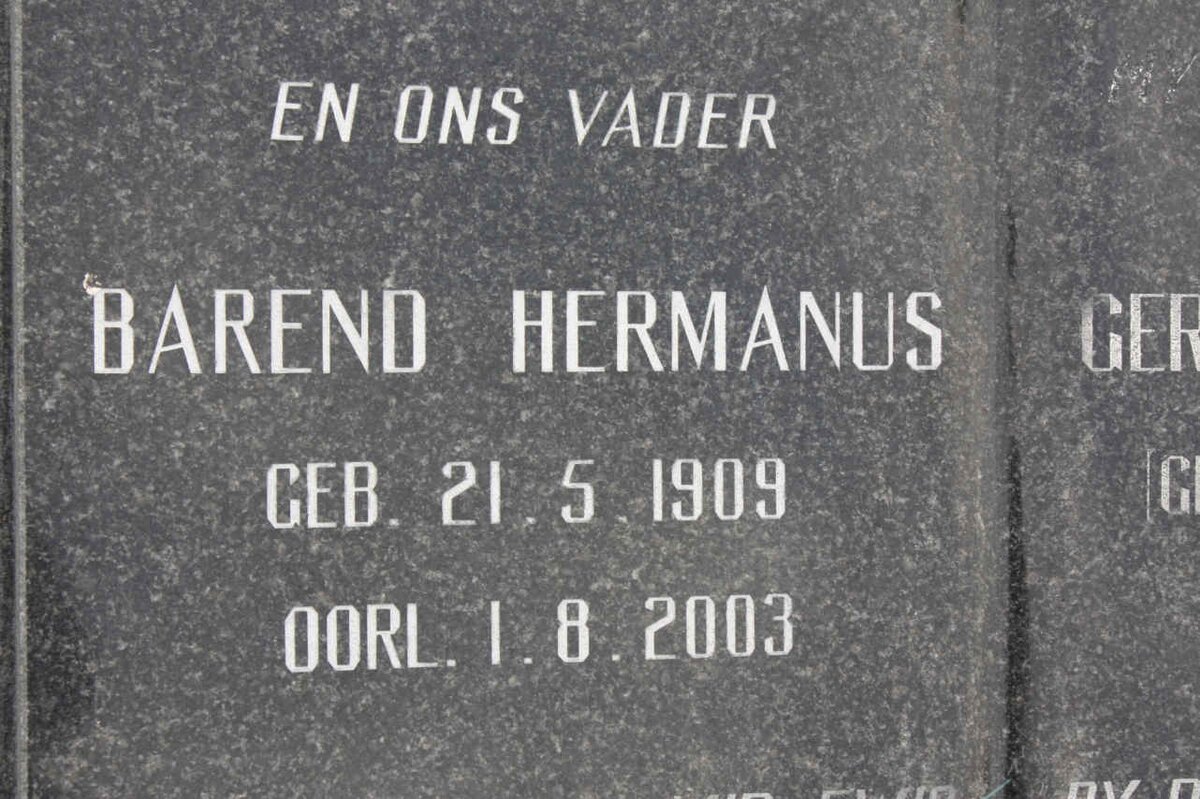 EN ONS VADER
BAREND HERMANUS
GEB. 21. 5. 1909
OORL. 1. 8. 2003